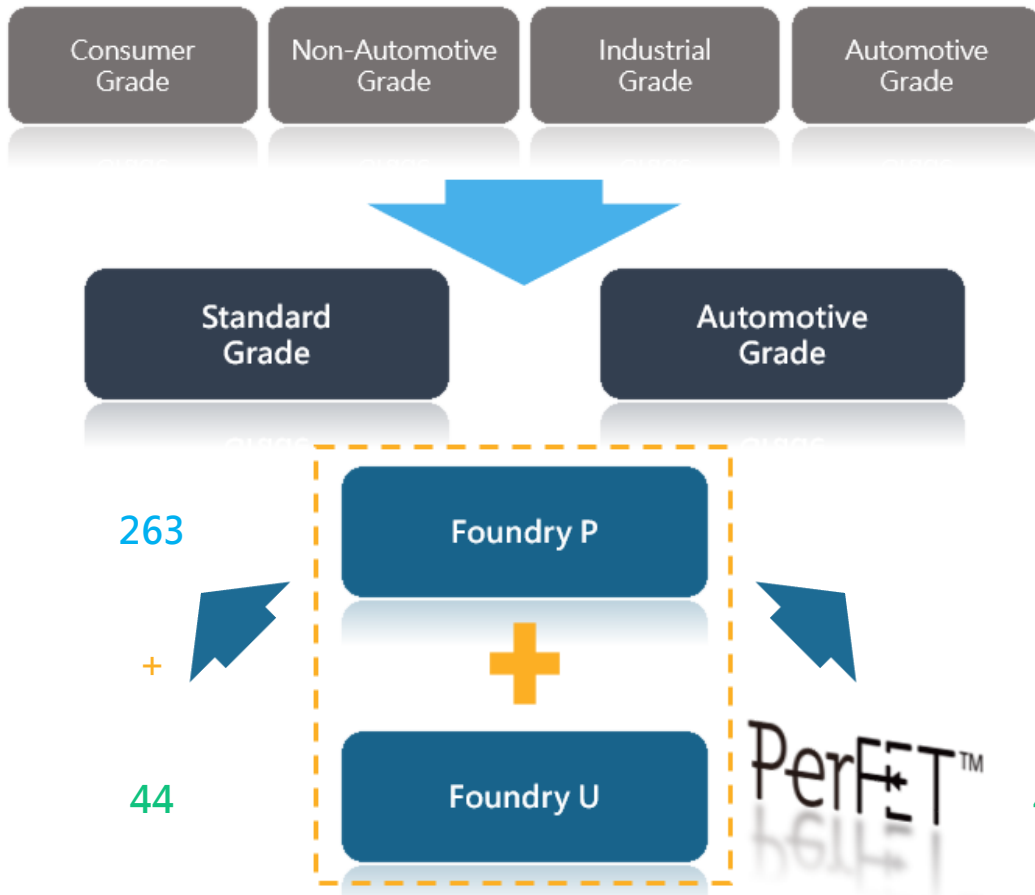 Consumer
Grade
Non-Automotive
Grade
Industrial
Grade
Automotive
Grade
Standard
Grade
Automotive
Grade
263
Foundry P
+
44
Foundry U
PerFET™